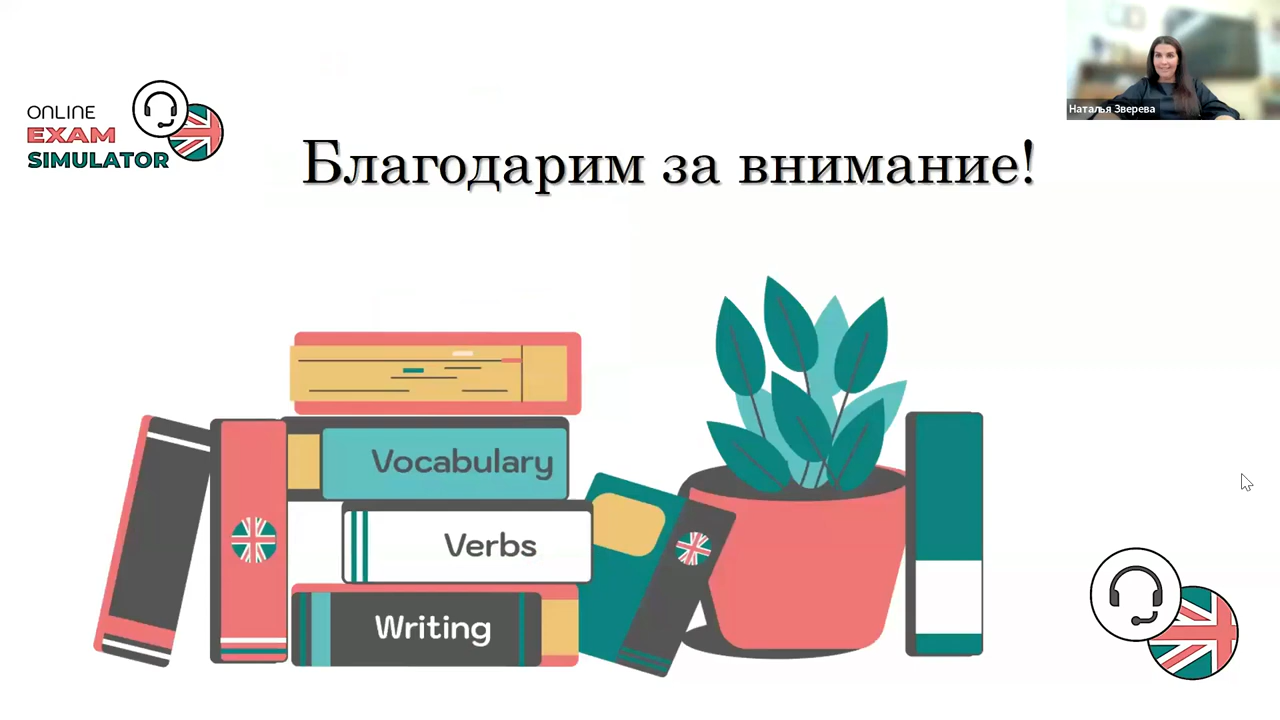 ONLINE
EXAM
SIMULATOR
Благодарим за внимание!
Наталья Зверева
Vocabulary
Verbs
Writing